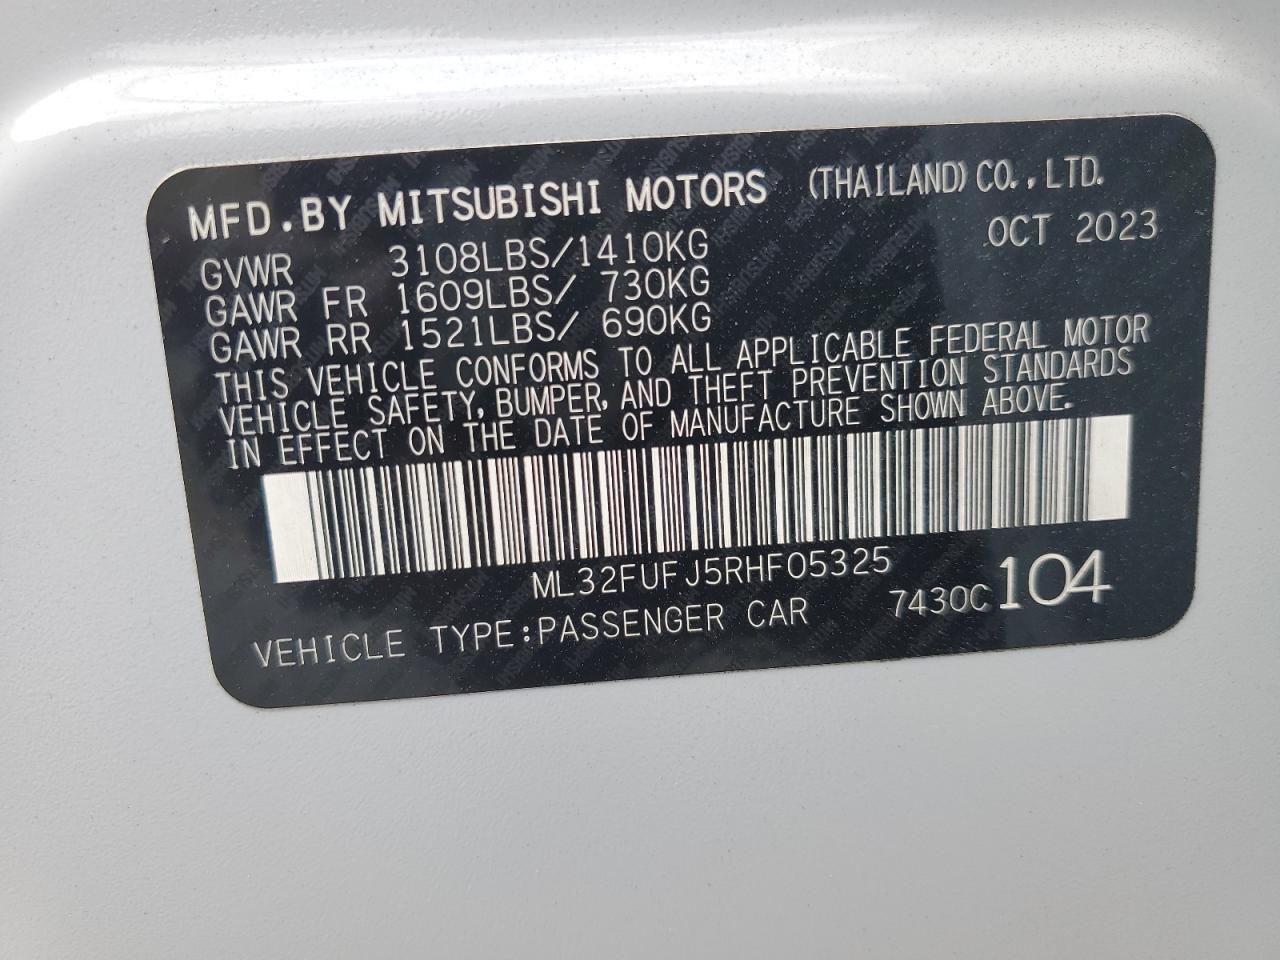 MFD.BY MITSUBISHI MOTORS (THAILAND) CO.,LTD.
OCT 2023
GVWR 3108LBS/1410KG
GAWR FR 1609LBS/ 730KG
GAWR RR 1521LBS/ 690KG
THIS VEHICLE CONFORMS TO ALL APPLICABLE FEDERAL MOTOR
VEHICLE SAFETY, BUMPER, AND THEFT PREVENTION STANDARDS
IN EFFECT ON THE DATE OF MANUFACTURE SHOWN ABOVE.
ML32FUFJ5RHF05325
VEHICLE TYPE:PASSENGER CAR 7430C 104